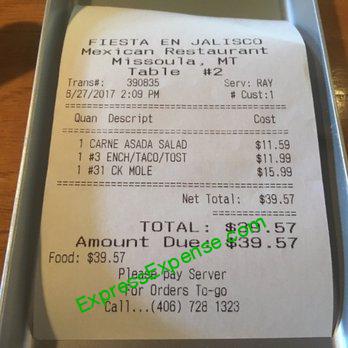 FIESTA EN JALISCO
Mexican Restaurant
Missoula, MT
Table #2
Trans#: 390835 Serv: RAY
8/27/2017 2:09 PM # Cust:1
Quan Descript Cost
1 CARNE ASADA SALAD $11.59
1 #3 ENCH/TACO/TOST $11.99
1 #31 CK MOLE $15.99
Net Total: $39.57
TOTAL: $39.57
Amount Due: $39.57
Food: $39.57
Please pay Server
For Orders To-go
Call...(406) 728 1323
ExpressExpense.com